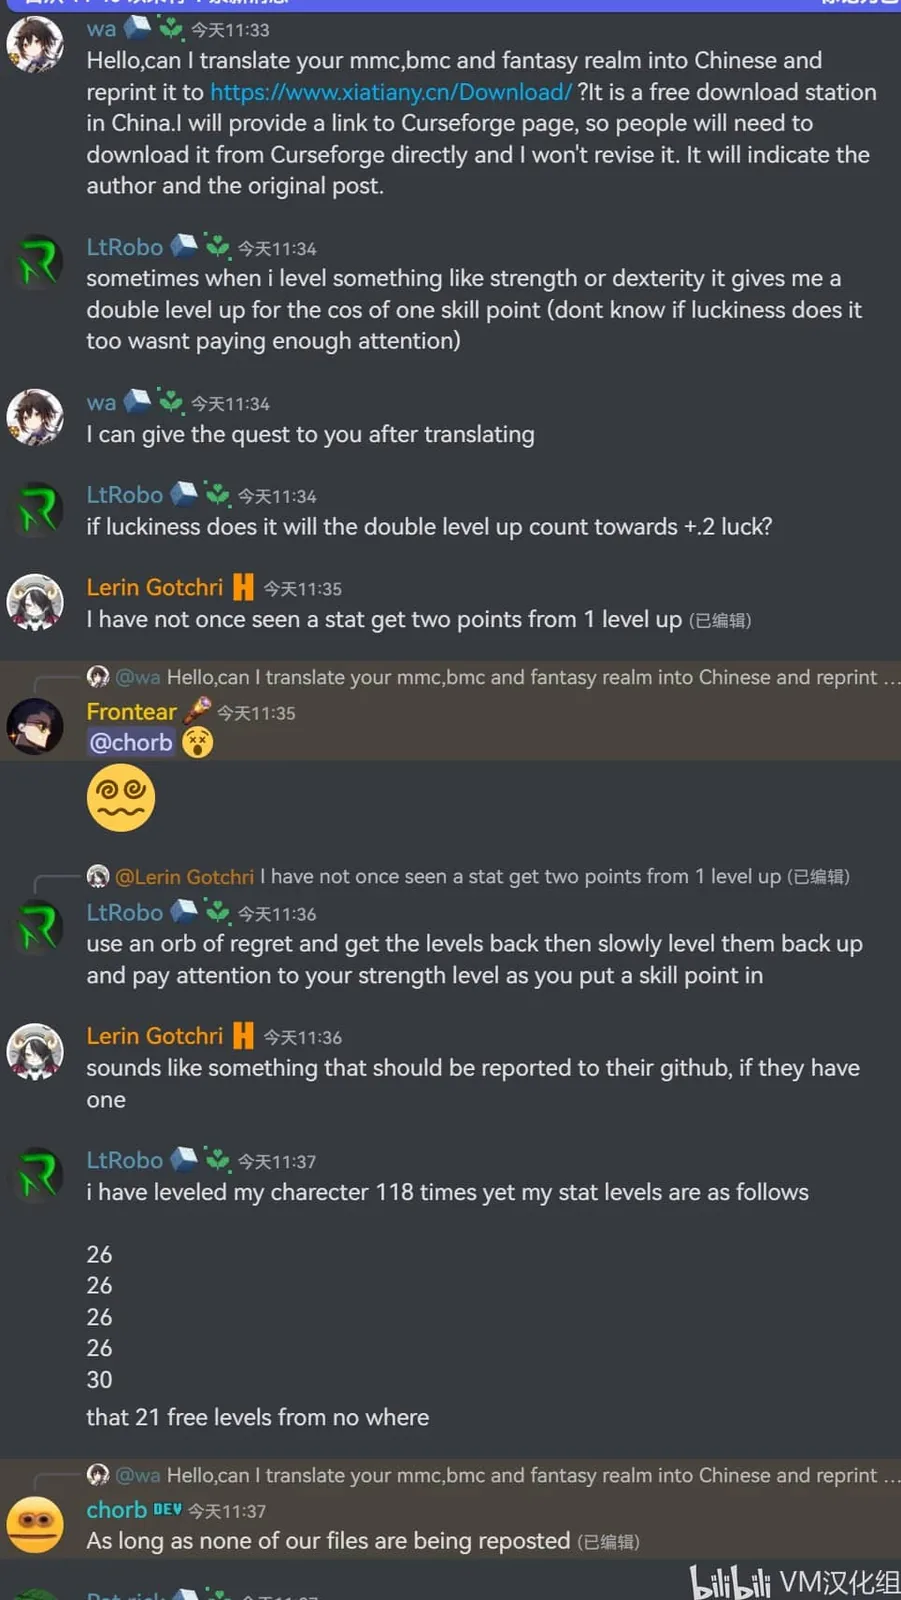 wa 今天11:33
Hello,can I translate your mmc,bmc and fantasy realm into Chinese and
reprint it to https://www.xiatiany.cn/Download/ ?It is a free download station
in China.I will provide a link to Curseforge page, so people will need to
download it from Curseforge directly and I won't revise it. It will indicate the
author and the original post.
LtRobo 今天11:34
sometimes when i level something like strength or dexterity it gives me a
double level up for the cos of one skill point (dont know if luckiness does it
too wasnt paying enough attention)
wa 今天11:34
I can give the quest to you after translating
LtRobo 今天11:34
if luckiness does it will the double level up count towards +.2 luck?
Lerin Gotchri 今天11:35
I have not once seen a stat get two points from 1 level up (已编辑)
@wa Hello,can I translate your mmc,bmc and fantasy realm into Chinese and reprint ...
Frontear 今天11:35
@chorb
@Lerin Gotchri I have not once seen a stat get two points from 1 level up (已编辑)
LtRobo 今天11:36
use an orb of regret and get the levels back then slowly level them back up
and pay attention to your strength level as you put a skill point in
Lerin Gotchri 今天11:36
sounds like something that should be reported to their github, if they have
one
LtRobo 今天11:37
i have leveled my charecter 118 times yet my stat levels are as follows
26
26
26
26
30
that 21 free levels from no where
@wa Hello,can I translate your mmc,bmc and fantasy realm into Chinese and reprint ...
chorb DEV 今天11:37
As long as none of our files are being reposted (已编辑)
bilibili VM汉化组